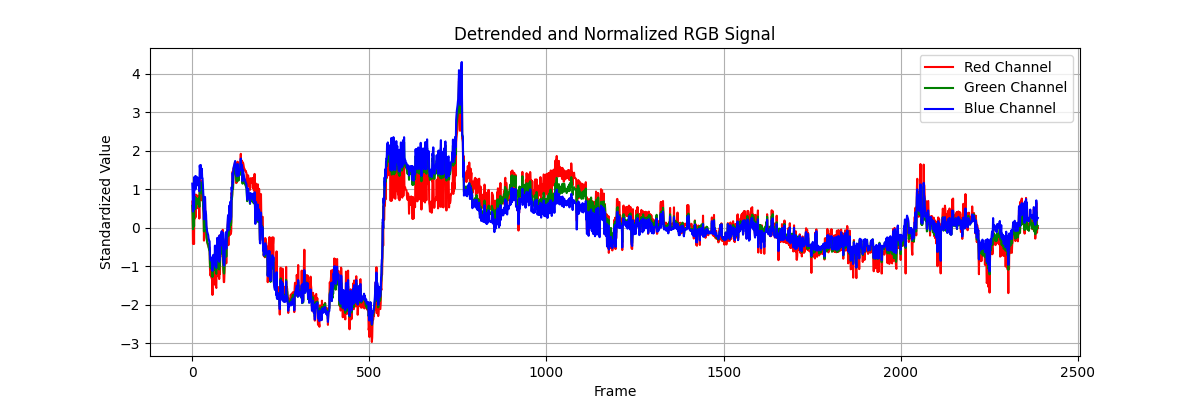 Detrended and Normalized RGB Signal
Red Channel
Green Channel
Blue Channel
Standardized Value
4
3
2
1
0
−1
−2
−3
0
500
1000
1500
2000
2500
Frame